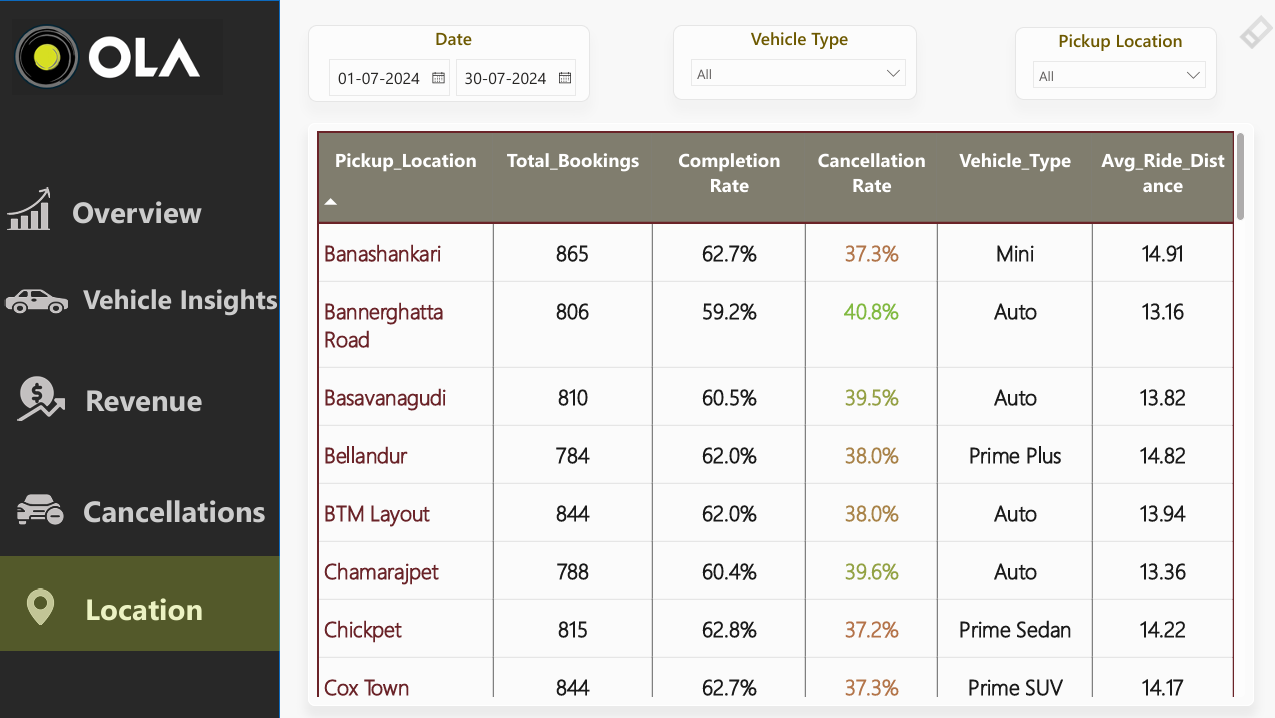 OLA
Overview
Vehicle Insights
Revenue
Cancellations
Location
Date
01-07-2024 30-07-2024
Vehicle Type
All
Pickup Location
All
Pickup_Location Total_Bookings Completion Rate Cancellation Rate Vehicle_Type Avg_Ride_Distance
Banashankari 865 62.7% 37.3% Mini 14.91
Bannerghatta Road 806 59.2% 40.8% Auto 13.16
Basavanagudi 810 60.5% 39.5% Auto 13.82
Bellandur 784 62.0% 38.0% Prime Plus 14.82
BTM Layout 844 62.0% 38.0% Auto 13.94
Chamarajpet 788 60.4% 39.6% Auto 13.36
Chickpet 815 62.8% 37.2% Prime Sedan 14.22
Cox Town 844 62.7% 37.3% Prime SUV 14.17